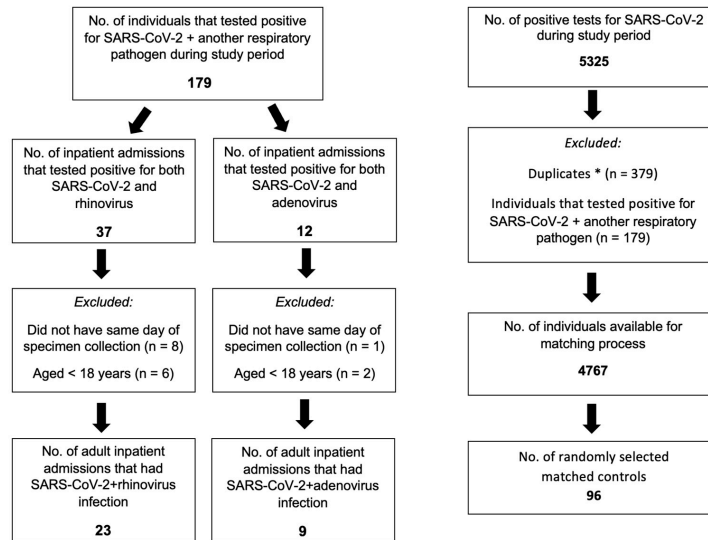 No. of individuals that tested positive
for SARS-CoV-2 + another respiratory
pathogen during study period
179
No. of inpatient admissions
that tested positive for both
SARS-CoV-2 and
rhinovirus
37
No. of inpatient admissions
that tested positive for both
SARS-CoV-2 and
adenovirus
12
Excluded:
Did not have same day of
specimen collection (n = 8)
Aged < 18 years (n = 6)
Excluded:
Did not have same day of
specimen collection (n = 1)
Aged < 18 years (n = 2)
No. of adult inpatient
admissions that had
SARS-CoV-2+rhinovirus
infection
23
No. of adult inpatient
admissions that had
SARS-CoV-2+adenovirus
infection
9
No. of positive tests for SARS-CoV-2
during study period
5325
Excluded:
Duplicates * (n = 379)
Individuals that tested positive for
SARS-CoV-2 + another respiratory
pathogen (n = 179)
No. of individuals available for
matching process
4767
No. of randomly selected
matched controls
96